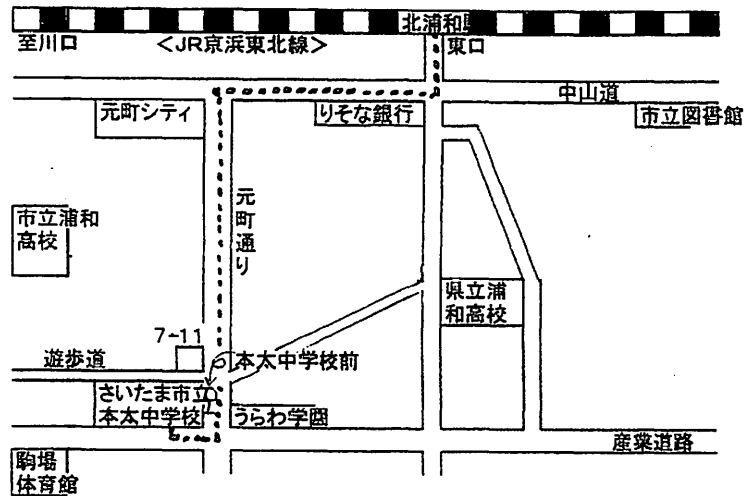 北浦和駅
至川口
<JR京浜東北線>
東口
中山道
元町シティ
りそな銀行
市立図書館
元町通り
市立浦和
高校
県立浦
和高校
7-11
遊歩道
本太中学校前
さいたま市立
本太中学校
うらわ学園
産業道路
駒場
体育館